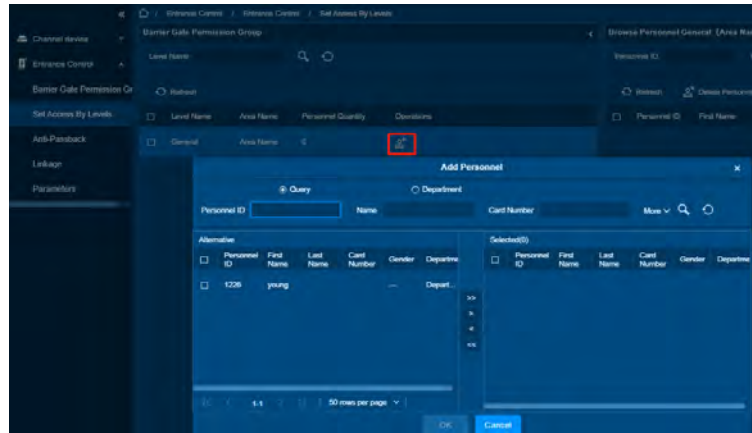 Entrance Control / Entrance Control / Set Access By Levels
Channel device
Entrance Control
Barrier Gate Permission Gr
Set Access By Levels
Anti-Passback
Linkage
Parameters
Barrier Gate Permission Group
Level Name
Refresh
Level Name Area Name Personnel Quantity Operations
General Area Name
Browse Personnel General (Area Na
Personnel ID
Refresh Delete Personn
Personnel ID First Name
Add Personnel
Query Department
Personnel ID Name Card Number More
Alternative
Personnel ID First Name Last Name Card Number Gender Departme
1226 young --- Depart...
Selected(0)
Personnel ID First Name Last Name Card Number Gender Departme
>>
>
<
<<
1-1 50 rows per page
OK Cancel